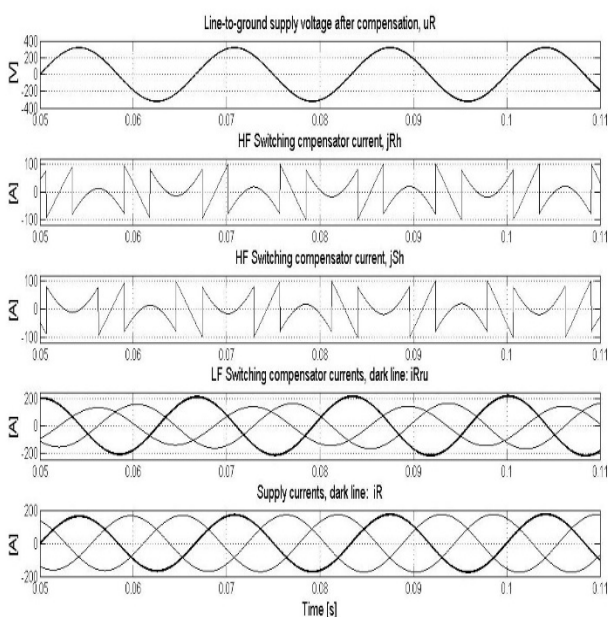 Line-to-ground supply voltage after compensation, uR
400
200
0
-200
-400
[V]
0.05 0.06 0.07 0.08 0.09 0.1 0.11
HF Switching cmpensator current, jRh
100
0
-100
[A]
0.05 0.06 0.07 0.08 0.09 0.1 0.11
HF Switching compensator current, jSh
100
0
-100
[A]
0.05 0.06 0.07 0.08 0.09 0.1 0.11
LF Switching compensator currents, dark line: iRru
200
0
-200
[A]
0.05 0.06 0.07 0.08 0.09 0.1 0.11
Supply currents, dark line: iR
200
0
-200
[A]
0.05 0.06 0.07 0.08 0.09 0.1 0.11
Time [s]